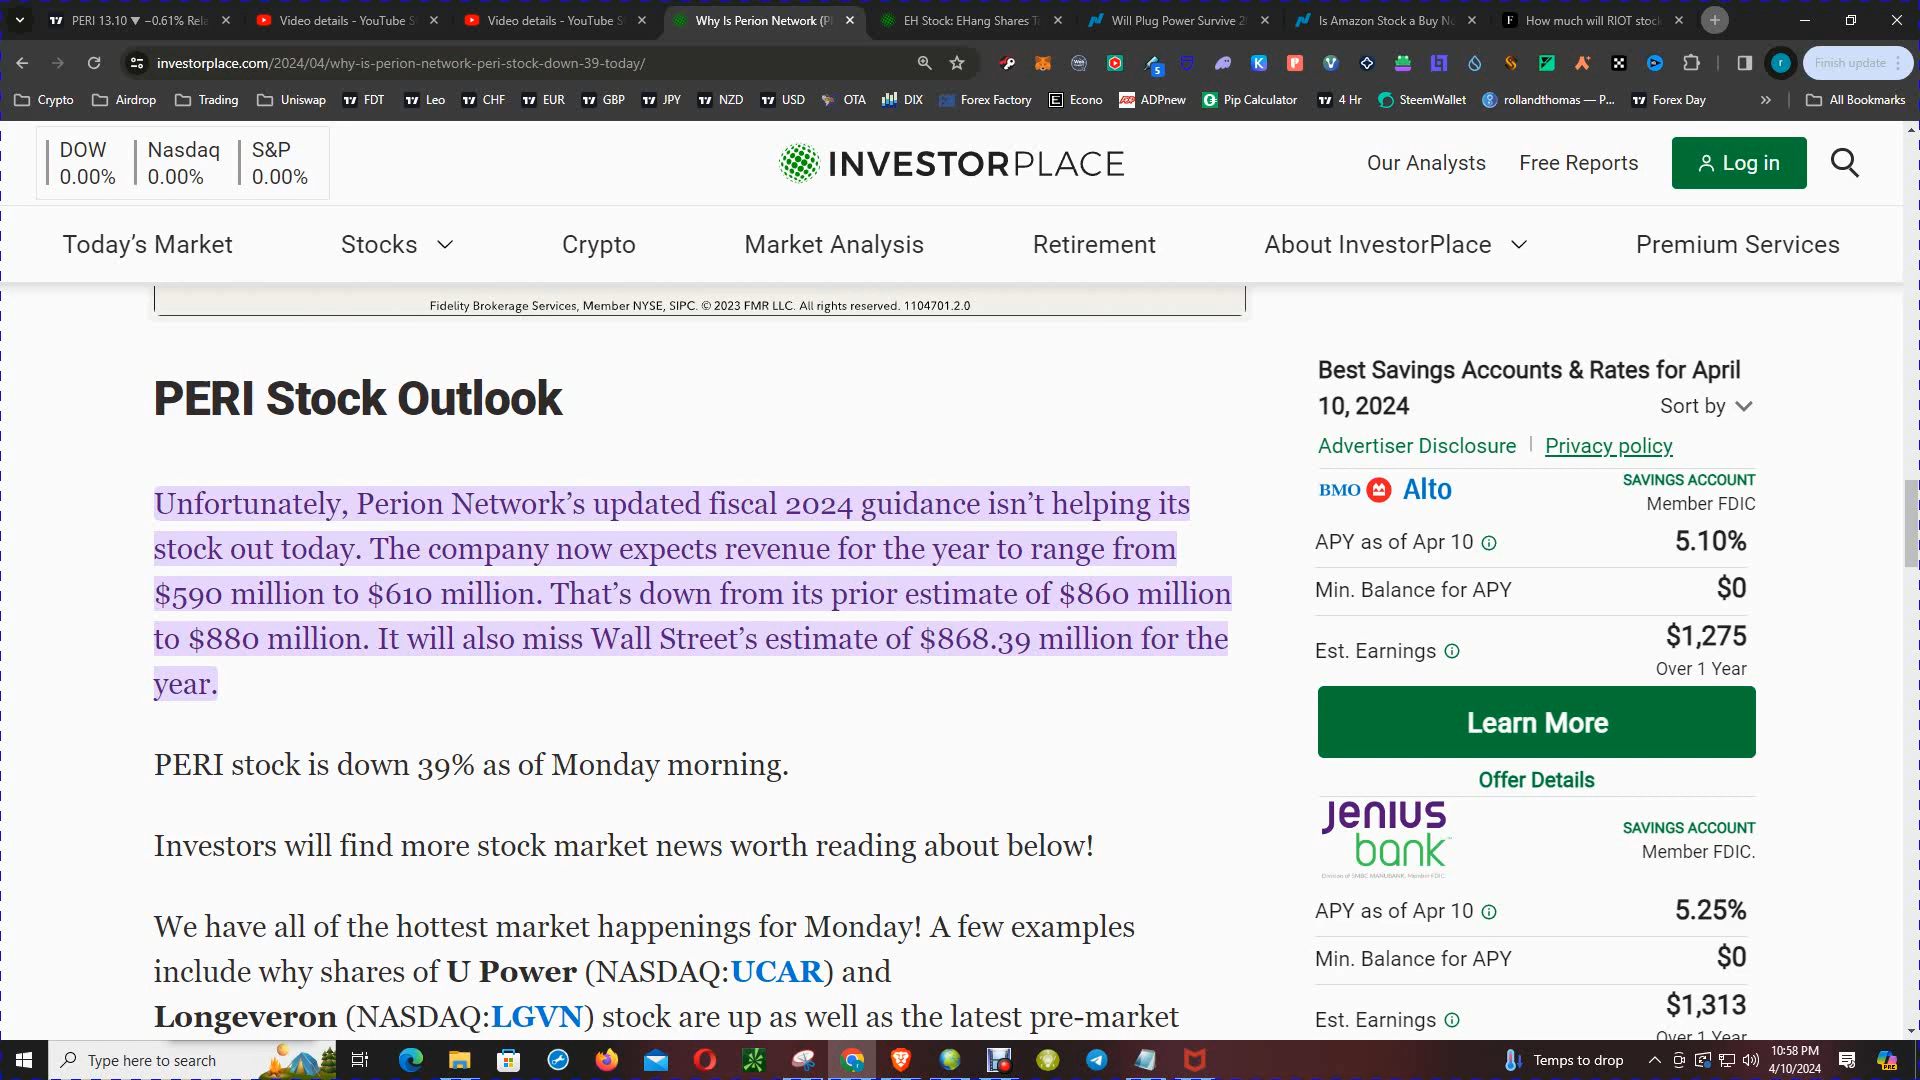 PERI 13.10 ▼ −0.61% Rela
Video details - YouTube S
Video details - YouTube S
Why Is Perion Network (P
EH Stock: EHang Shares T
Will Plug Power Survive 2
Is Amazon Stock a Buy N
How much will RIOT stoc
investorplace.com/2024/04/why-is-perion-network-peri-stock-down-39-today/
Finish update
Crypto
Airdrop
Trading
Uniswap
FDT
Leo
CHF
EUR
GBP
JPY
NZD
USD
OTA
DIX
Forex Factory
Econo
ADPnew
Pip Calculator
4 Hr
SteemWallet
rollandthomas — P...
Forex Day
All Bookmarks
DOW
0.00%
Nasdaq
0.00%
S&P
0.00%
INVESTORPLACE
Our Analysts
Free Reports
Log in
Today’s Market
Stocks
Crypto
Market Analysis
Retirement
About InvestorPlace
Premium Services
Fidelity Brokerage Services, Member NYSE, SIPC. © 2023 FMR LLC. All rights reserved. 1104701.2.0
PERI Stock Outlook
Unfortunately, Perion Network’s updated fiscal 2024 guidance isn’t helping its
stock out today. The company now expects revenue for the year to range from
$590 million to $610 million. That’s down from its prior estimate of $860 million
to $880 million. It will also miss Wall Street’s estimate of $868.39 million for the
year.
PERI stock is down 39% as of Monday morning.
Investors will find more stock market news worth reading about below!
We have all of the hottest market happenings for Monday! A few examples
include why shares of U Power (NASDAQ:UCAR) and
Longeveron (NASDAQ:LGVN) stock are up as well as the latest pre-market
Best Savings Accounts & Rates for April
10, 2024
Sort by
Advertiser Disclosure
Privacy policy
BMO Alto
SAVINGS ACCOUNT
Member FDIC
APY as of Apr 10
5.10%
Min. Balance for APY
$0
Est. Earnings
$1,275
Over 1 Year
Learn More
Offer Details
jenius
bank
Division of SMBC MANUBANK, Member FDIC
SAVINGS ACCOUNT
Member FDIC.
APY as of Apr 10
5.25%
Min. Balance for APY
$0
Est. Earnings
$1,313
Over 1 Year
Type here to search
Temps to drop
10:58 PM
4/10/2024